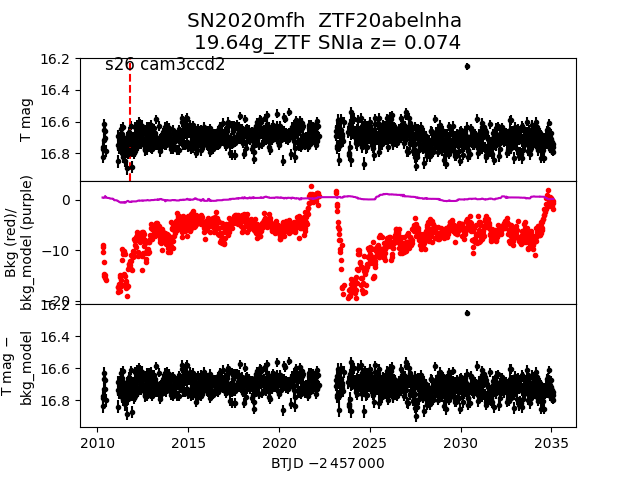 SN2020mfh  ZTF20abelnha
19.64g_ZTF SNIa z= 0.074
s26 cam3ccd2
T mag
16.2
16.4
16.6
16.8
Bkg (red)/
bkg_model (purple)
0
−10
−20
T mag −
bkg_model
16.2
16.4
16.6
16.8
2010
2015
2020
2025
2030
2035
BTJD −2 457 000